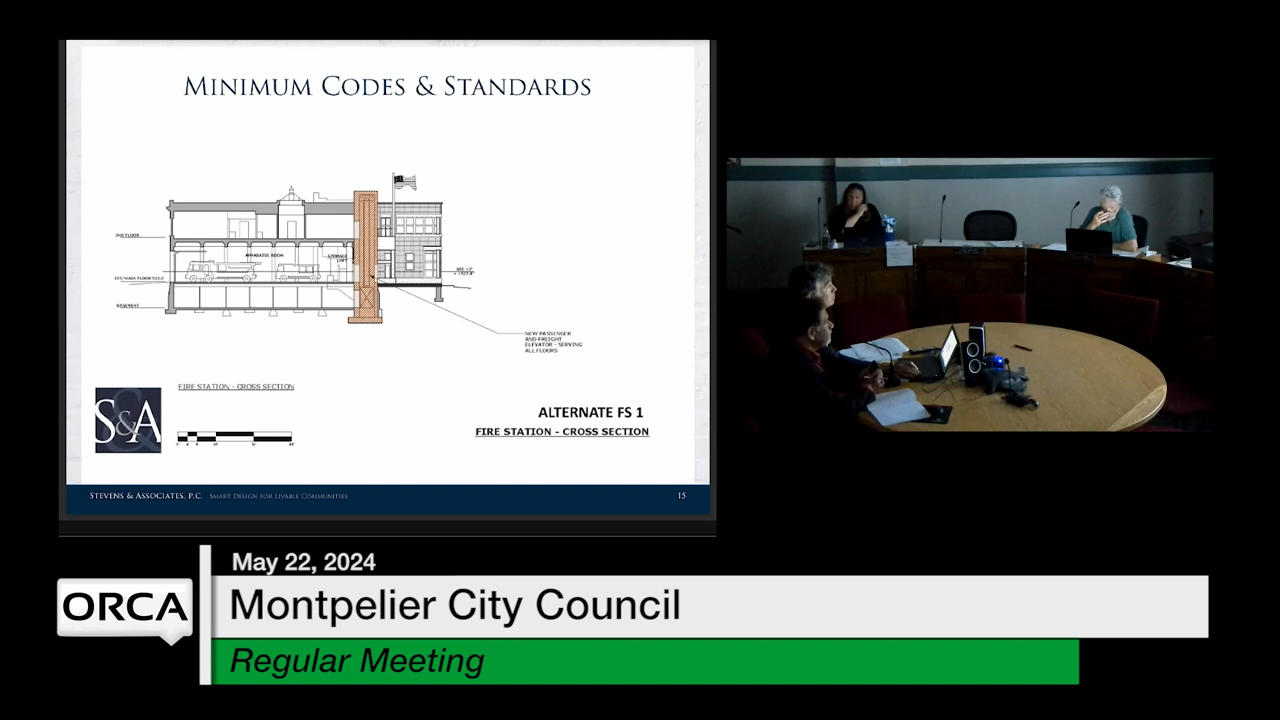 MINIMUM CODES & STANDARDS
2ND FLOOR
APPARATUS ROOM
STORAGE
LOFT
BASEMENT
NEW PASSENGER
AND FREIGHT
ELEVATOR - SERVING
ALL FLOORS
FIRE STATION - CROSS SECTION
S&A
ALTERNATE FS 1
FIRE STATION - CROSS SECTION
STEVENS & ASSOCIATES, P.C. SMART DESIGN FOR LIVABLE COMMUNITIES
15
May 22, 2024
ORCA
Montpelier City Council
Regular Meeting